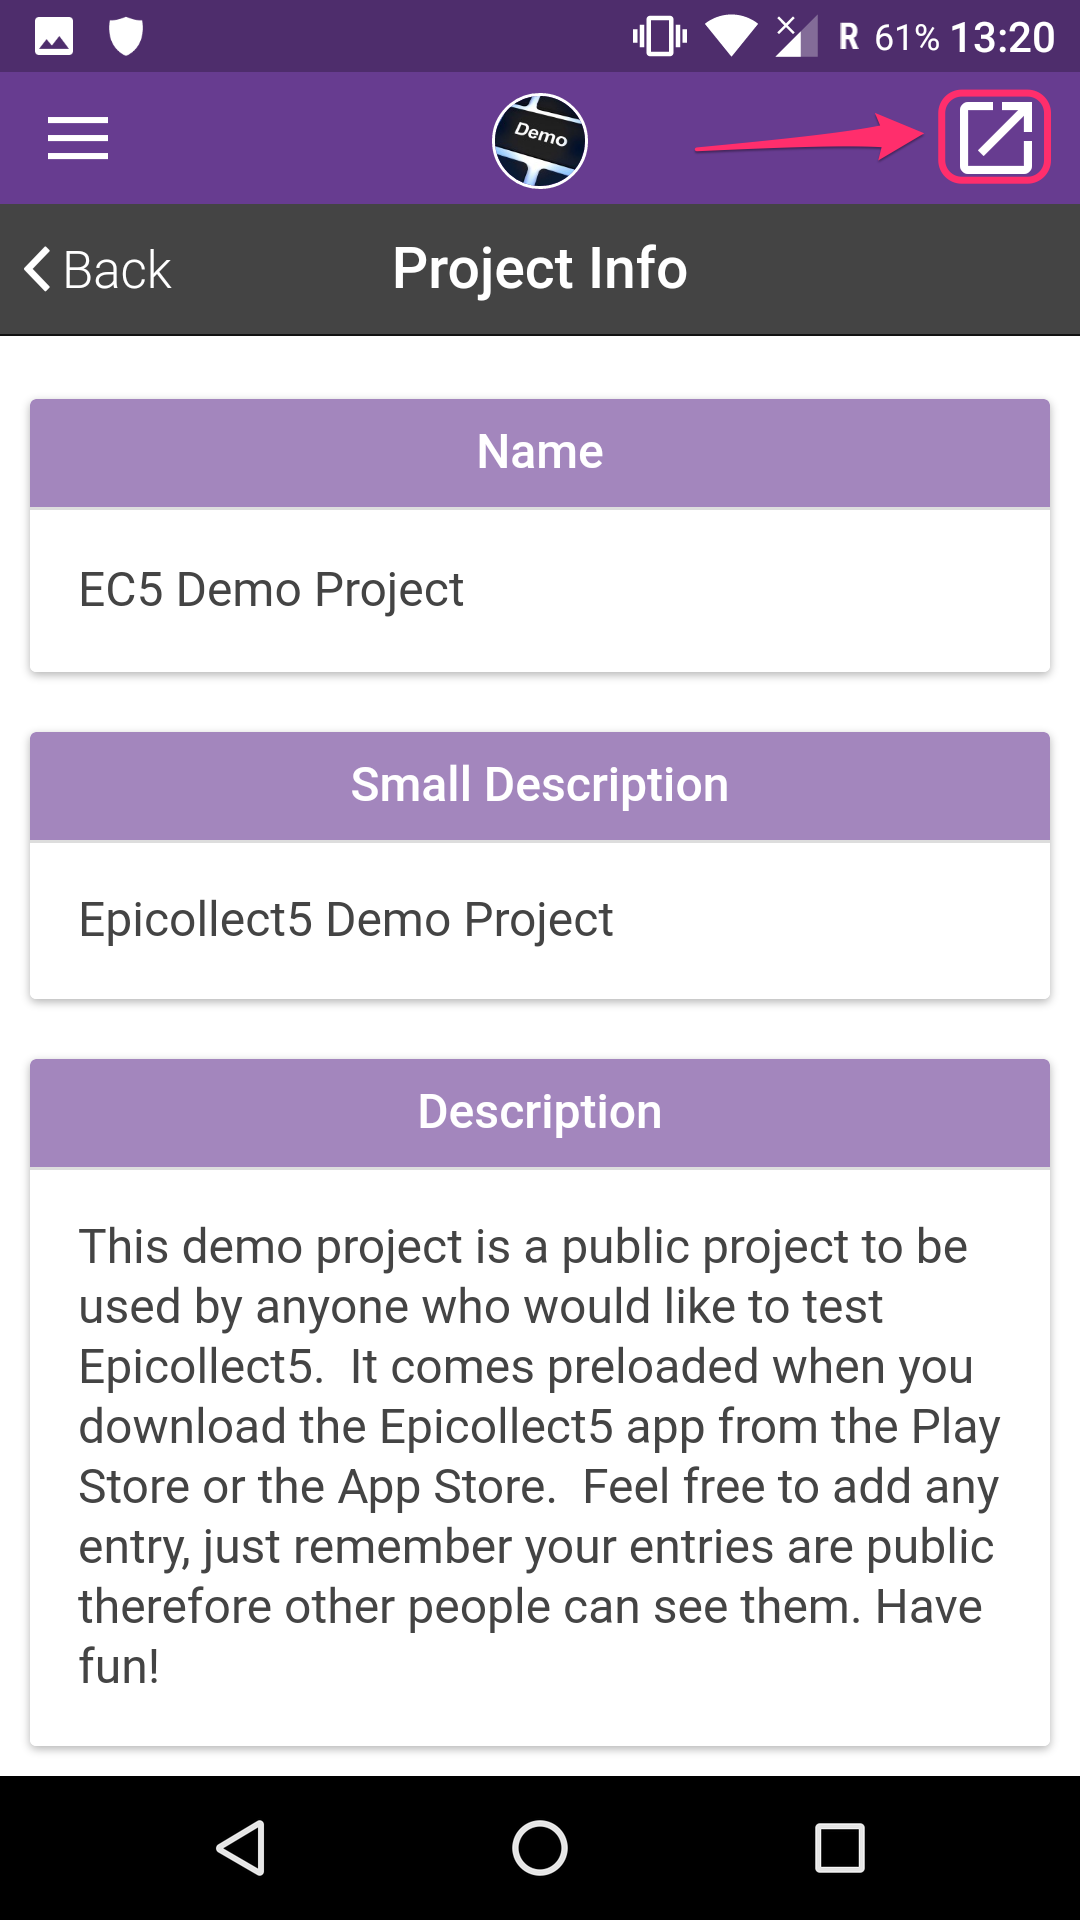 R 61% 13:20
Demo
Back
Project Info
Name
EC5 Demo Project
Small Description
Epicollect5 Demo Project
Description
This demo project is a public project to be
used by anyone who would like to test
Epicollect5.  It comes preloaded when you
download the Epicollect5 app from the Play
Store or the App Store.  Feel free to add any
entry, just remember your entries are public
therefore other people can see them. Have
fun!